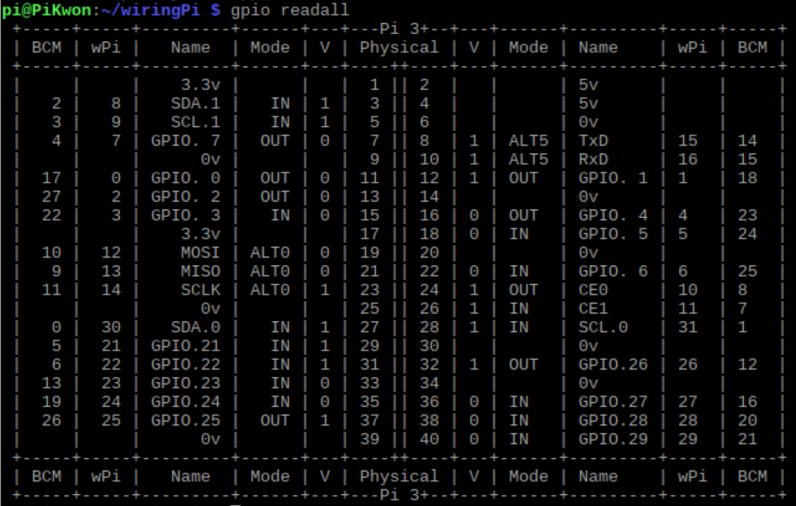 pi@PiKwon:~/wiringPi $ gpio readall
 +-----+-----+---------+------+---+---Pi 3+--+---+------+---------+-----+-----+
 | BCM | wPi |   Name  | Mode | V | Physical | V | Mode | Name    | wPi | BCM |
 +-----+-----+---------+------+---+----++----+---+------+---------+-----+-----+
 |     |     |    3.3v |      |   |  1 || 2  |   |      | 5v      |     |     |
 |   2 |   8 |   SDA.1 |   IN | 1 |  3 || 4  |   |      | 5v      |     |     |
 |   3 |   9 |   SCL.1 |   IN | 1 |  5 || 6  |   |      | 0v      |     |     |
 |   4 |   7 | GPIO. 7 |  OUT | 0 |  7 || 8  | 1 | ALT5 | TxD     | 15  | 14  |
 |     |     |      0v |      |   |  9 || 10 | 1 | ALT5 | RxD     | 16  | 15  |
 |  17 |   0 | GPIO. 0 |  OUT | 0 | 11 || 12 | 1 | OUT  | GPIO. 1 | 1   | 18  |
 |  27 |   2 | GPIO. 2 |  OUT | 0 | 13 || 14 |   |      | 0v      |     |     |
 |  22 |   3 | GPIO. 3 |   IN | 0 | 15 || 16 | 0 | OUT  | GPIO. 4 | 4   | 23  |
 |     |     |    3.3v |      |   | 17 || 18 | 0 | IN   | GPIO. 5 | 5   | 24  |
 |  10 |  12 |    MOSI | ALT0 | 0 | 19 || 20 |   |      | 0v      |     |     |
 |   9 |  13 |    MISO | ALT0 | 0 | 21 || 22 | 0 | IN   | GPIO. 6 | 6   | 25  |
 |  11 |  14 |    SCLK | ALT0 | 1 | 23 || 24 | 1 | OUT  | CE0     | 10  | 8   |
 |     |     |      0v |      |   | 25 || 26 | 1 | IN   | CE1     | 11  | 7   |
 |   0 |  30 |   SDA.0 |   IN | 1 | 27 || 28 | 1 | IN   | SCL.0   | 31  | 1   |
 |   5 |  21 | GPIO.21 |   IN | 1 | 29 || 30 |   |      | 0v      |     |     |
 |   6 |  22 | GPIO.22 |   IN | 1 | 31 || 32 | 1 | OUT  | GPIO.26 | 26  | 12  |
 |  13 |  23 | GPIO.23 |   IN | 0 | 33 || 34 |   |      | 0v      |     |     |
 |  19 |  24 | GPIO.24 |   IN | 0 | 35 || 36 | 0 | IN   | GPIO.27 | 27  | 16  |
 |  26 |  25 | GPIO.25 |  OUT | 1 | 37 || 38 | 0 | IN   | GPIO.28 | 28  | 20  |
 |     |     |      0v |      |   | 39 || 40 | 0 | IN   | GPIO.29 | 29  | 21  |
 +-----+-----+---------+------+---+----++----+---+------+---------+-----+-----+
 | BCM | wPi |   Name  | Mode | V | Physical | V | Mode | Name    | wPi | BCM |
 +-----+-----+---------+------+---+---Pi 3+--+---+------+---------+-----+-----+